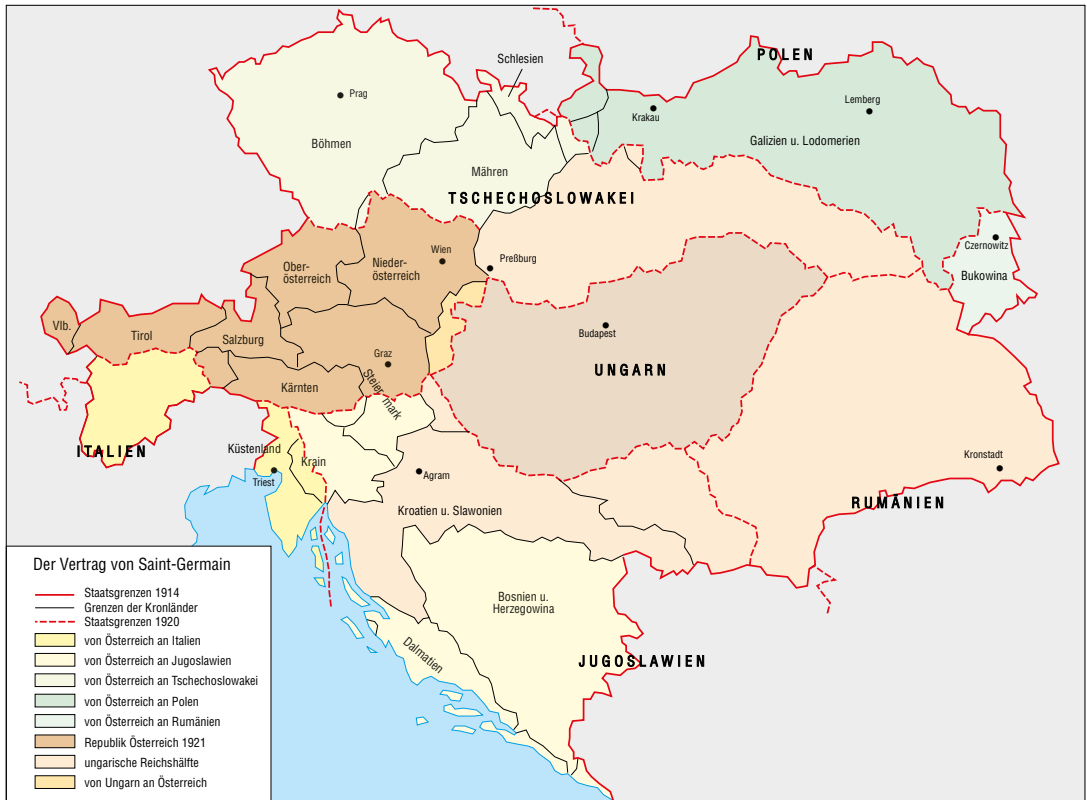 POLEN
Schlesien
Prag
Lemberg
Krakau
Böhmen
Galizien u. Lodomerien
Mähren
TSCHECHOSLOWAKEI
Czernowitz
Wien
Preßburg
Ober-
österreich
Nieder-
österreich
Bukowina
Vlb.
Tirol
Salzburg
Budapest
Graz
UNGARN
Kärnten
Steier-
mark
ITALIEN
Küstenland
Krain
Triest
Agram
Kronstadt
Kroatien u. Slawonien
RUMÄNIEN
Bosnien u.
Herzegowina
Dalmatien
JUGOSLAWIEN
Der Vertrag von Saint-Germain
Staatsgrenzen 1914
Grenzen der Kronländer
Staatsgrenzen 1920
von Österreich an Italien
von Österreich an Jugoslawien
von Österreich an Tschechoslowakei
von Österreich an Polen
von Österreich an Rumänien
Republik Österreich 1921
ungarische Reichshälfte
von Ungarn an Österreich